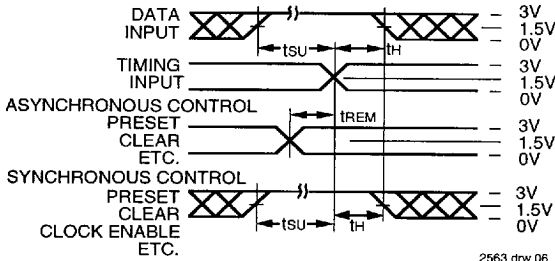 DATA
INPUT
tSU
tH
3V
1.5V
0V
TIMING
INPUT
3V
1.5V
0V
ASYNCHRONOUS CONTROL
PRESET
CLEAR
ETC.
tREM
3V
1.5V
0V
SYNCHRONOUS CONTROL
PRESET
CLEAR
CLOCK ENABLE
ETC.
tSU
tH
3V
1.5V
0V
2563 drw 06